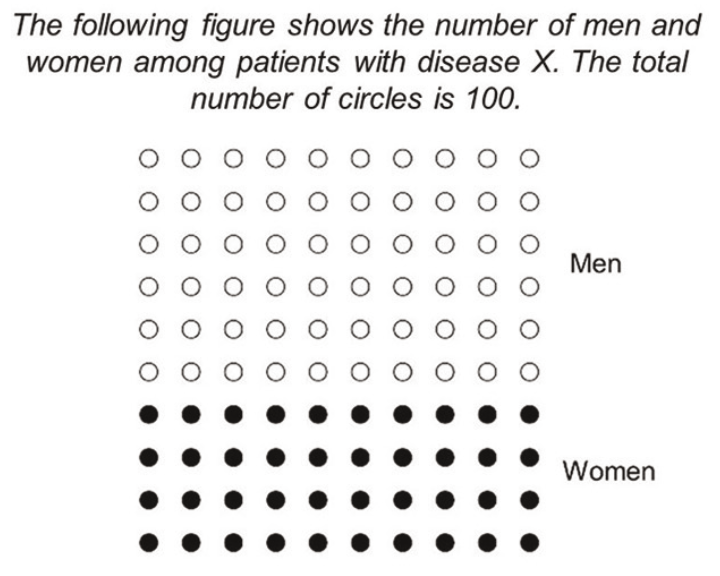 The following figure shows the number of men and
women among patients with disease X. The total
number of circles is 100.
Men
Women